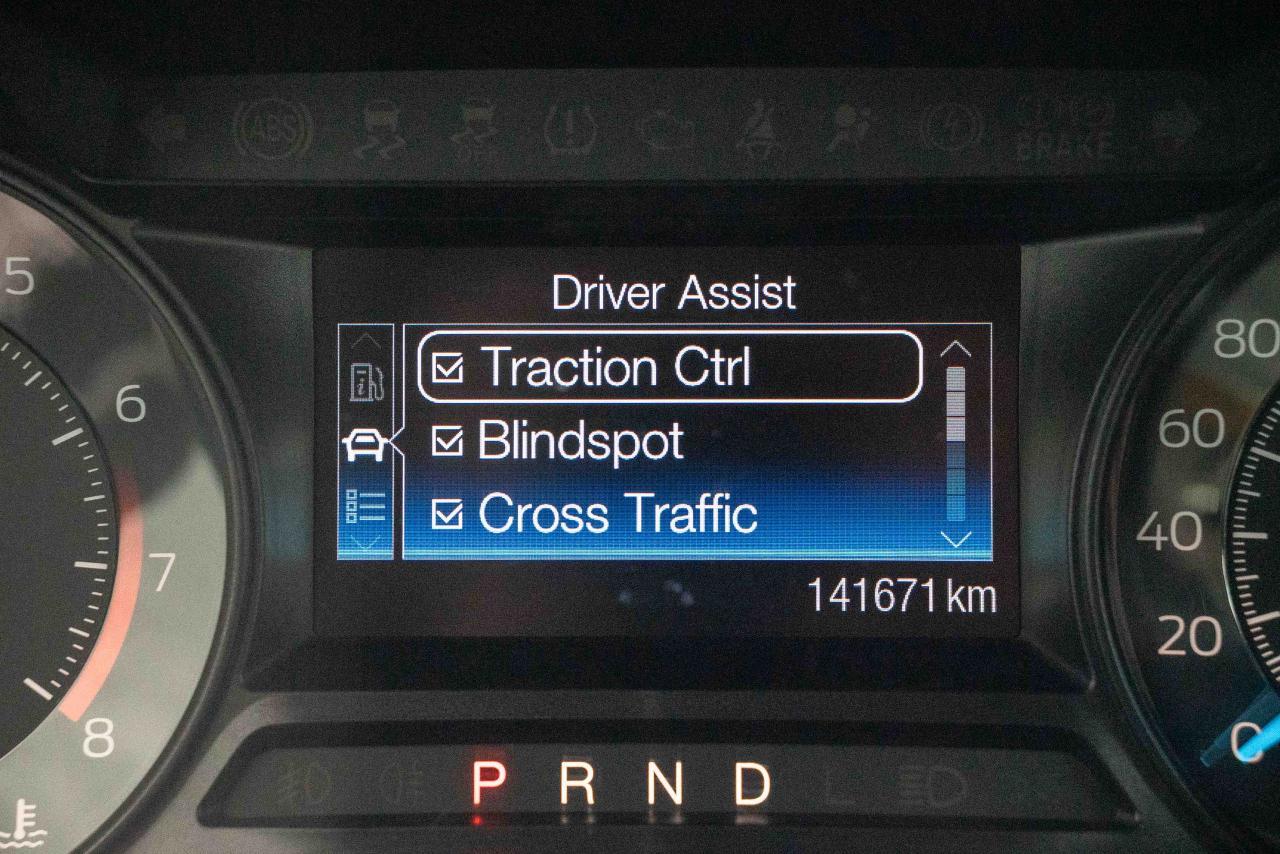 ABS
BRAKE
Driver Assist
Traction Ctrl
Blindspot
Cross Traffic
141671 km
5
6
7
8
80
60
40
20
0
P R N D L